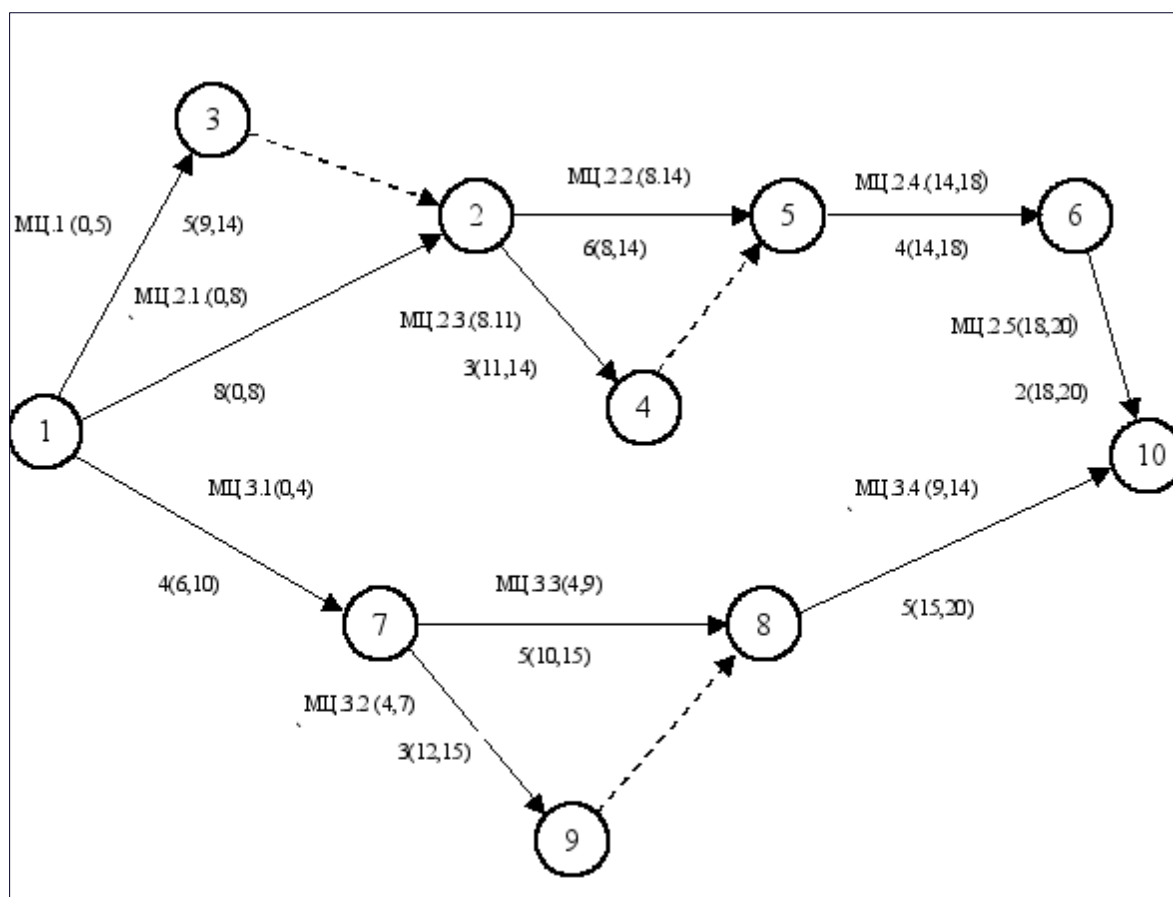 3
МЦ.1 (0,5)
5(9,14)
2
МЦ.2.2.(8.14)
6(8,14)
5
МЦ.2.4.(14,18)
4(14,18)
6
МЦ.2.1.(0,8)
8(0,8)
МЦ.2.3.(8.11)
3(11,14)
4
МЦ.2.5(18,20)
2(18,20)
1
10
МЦ.3.1(0,4)
4(6,10)
МЦ.3.4 (9,14)
5(15,20)
7
МЦ.3.3(4,9)
5(10,15)
8
МЦ.3.2 (4,7)
3(12,15)
9